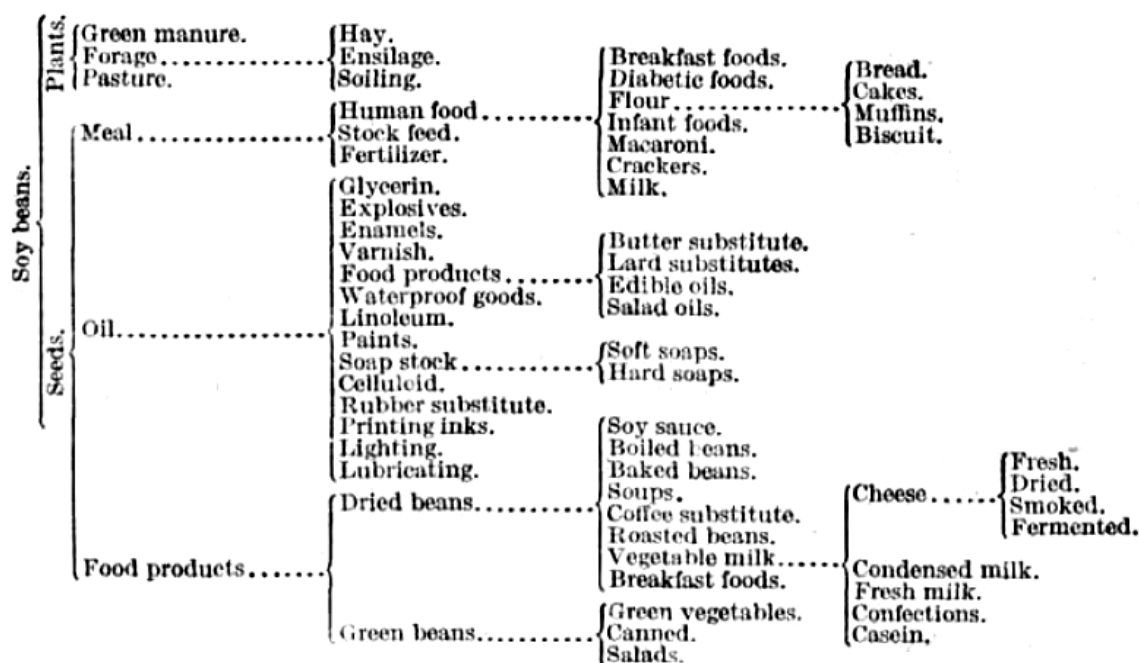 Soy beans.
Plants.
Green manure.
Forage
Pasture.
Hay.
Ensilage.
Soiling.
Seeds.
Meal
Human food
Stock feed.
Fertilizer.
Breakfast foods.
Diabetic foods.
Flour
Infant foods.
Macaroni.
Crackers.
Milk.
Bread.
Cakes.
Muffins.
Biscuit.
Oil
Glycerin.
Explosives.
Enamels.
Varnish.
Food products
Waterproof goods.
Linoleum.
Paints.
Soap stock
Celluloid.
Rubber substitute.
Printing inks.
Lighting.
Lubricating.
Butter substitute.
Lard substitutes.
Edible oils.
Salad oils.
Soft soaps.
Hard soaps.
Food products
Dried beans
Soy sauce.
Boiled beans.
Baked beans.
Soups.
Coffee substitute.
Roasted beans.
Vegetable milk
Breakfast foods.
Cheese
Fresh.
Dried.
Smoked.
Fermented.
Condensed milk.
Fresh milk.
Confections.
Casein.
Green beans
Green vegetables.
Canned.
Salads.